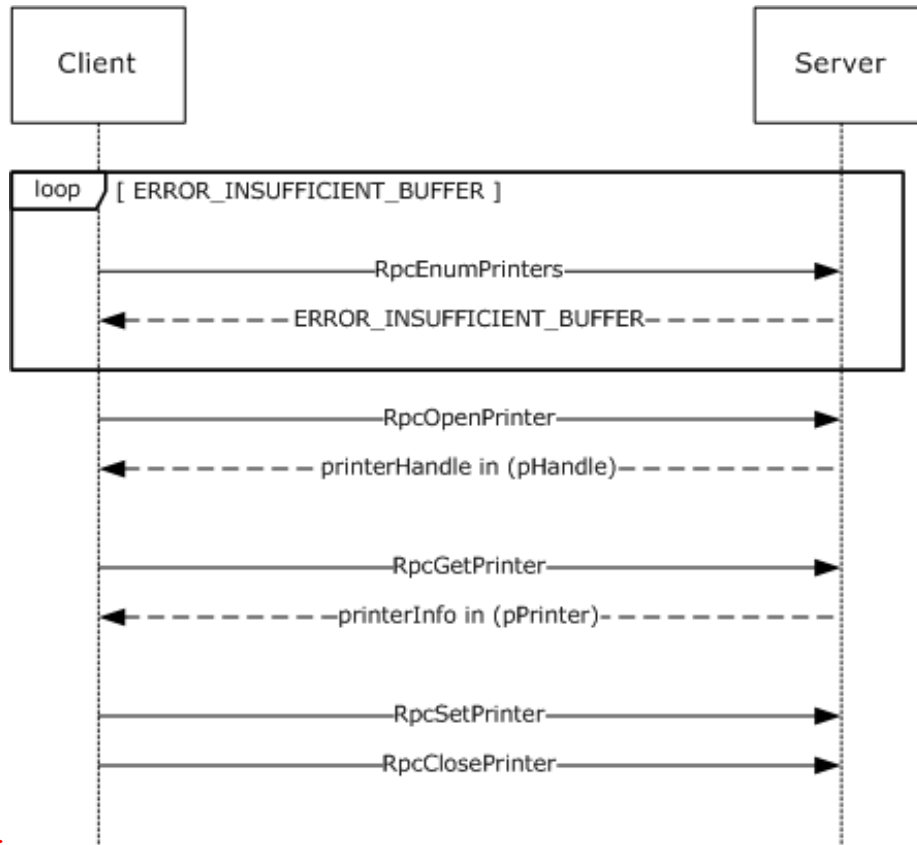 Client
Server
loop
[ ERROR_INSUFFICIENT_BUFFER ]
RpcEnumPrinters
ERROR_INSUFFICIENT_BUFFER
RpcOpenPrinter
printerHandle in (pHandle)
RpcGetPrinter
printerInfo in (pPrinter)
RpcSetPrinter
RpcClosePrinter